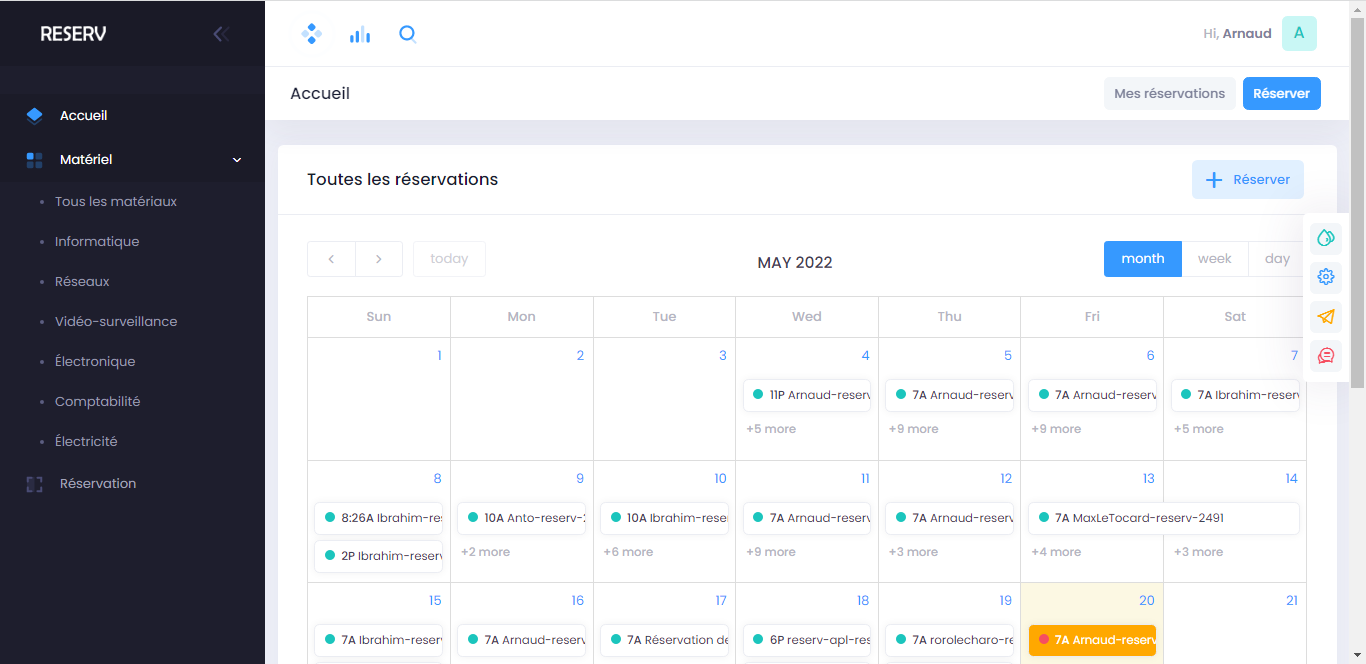 RESERV
Hi, Arnaud
A
Accueil
Mes réservations
Réserver
Accueil
Matériel
Tous les matériaux
Informatique
Réseaux
Vidéo-surveillance
Électronique
Comptabilité
Électricité
Réservation
Toutes les réservations
Réserver
today
MAY 2022
month
week
day
Sun
Mon
Tue
Wed
Thu
Fri
Sat
1
2
3
4
5
6
7
11P Arnaud-reserv
7A Arnaud-reserv
7A Arnaud-reserv
7A Ibrahim-reserv
+5 more
+9 more
+9 more
+5 more
8
9
10
11
12
13
14
8:26A Ibrahim-res
10A Anto-reserv-2
10A Ibrahim-rese
7A Arnaud-reserv
7A Arnaud-reserv
7A MaxLeTocard-reserv-2491
2P Ibrahim-reserv
+2 more
+6 more
+9 more
+3 more
+4 more
+3 more
15
16
17
18
19
20
21
7A Ibrahim-reserv
7A Arnaud-reserv
7A Réservation de
6P reserv-apl-res
7A rorolecharo-re
7A Arnaud-reserv